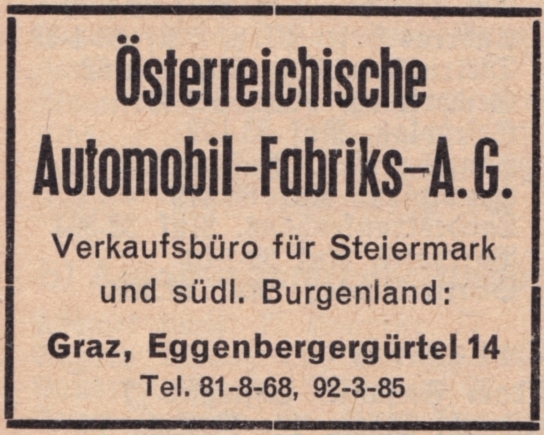 Österreichische
Automobil-Fabriks-A.G.
Verkaufsbüro für Steiermark
und südl. Burgenland:
Graz, Eggenbergergürtel 14
Tel. 81-8-68, 92-3-85